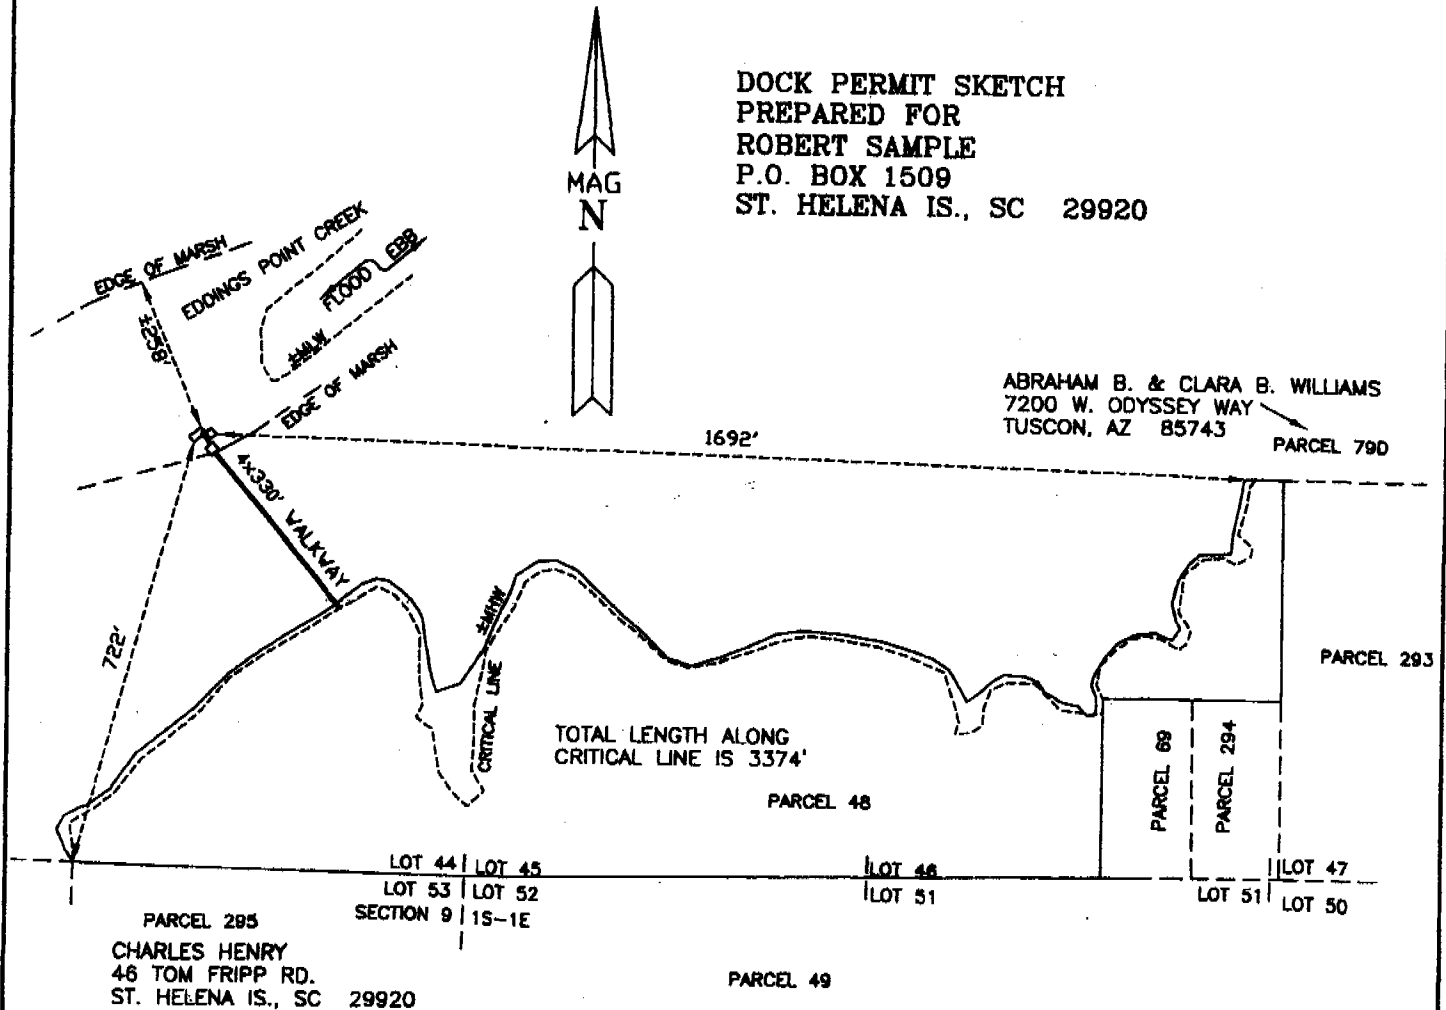 DOCK PERMIT SKETCH
PREPARED FOR
ROBERT SAMPLE
P.O. BOX 1509
ST. HELENA IS., SC 29920
MAG
N
EDGE OF MARSH
EDDINGS POINT CREEK
FLOOD EBB
±258'
±MLW
EDGE OF MARSH
ABRAHAM B. & CLARA B. WILLIAMS
7200 W. ODYSSEY WAY
TUSCON, AZ 85743
PARCEL 79D
1692'
4x330' WALKWAY
722'
±MHW
CRITICAL LINE
PARCEL 293
TOTAL LENGTH ALONG
CRITICAL LINE IS 3374'
PARCEL 48
PARCEL 69
PARCEL 294
LOT 44
LOT 45
LOT 46
LOT 47
LOT 53
LOT 52
LOT 51
LOT 51
LOT 50
SECTION 9
1S-1E
PARCEL 295
CHARLES HENRY
46 TOM FRIPP RD.
ST. HELENA IS., SC 29920
PARCEL 49